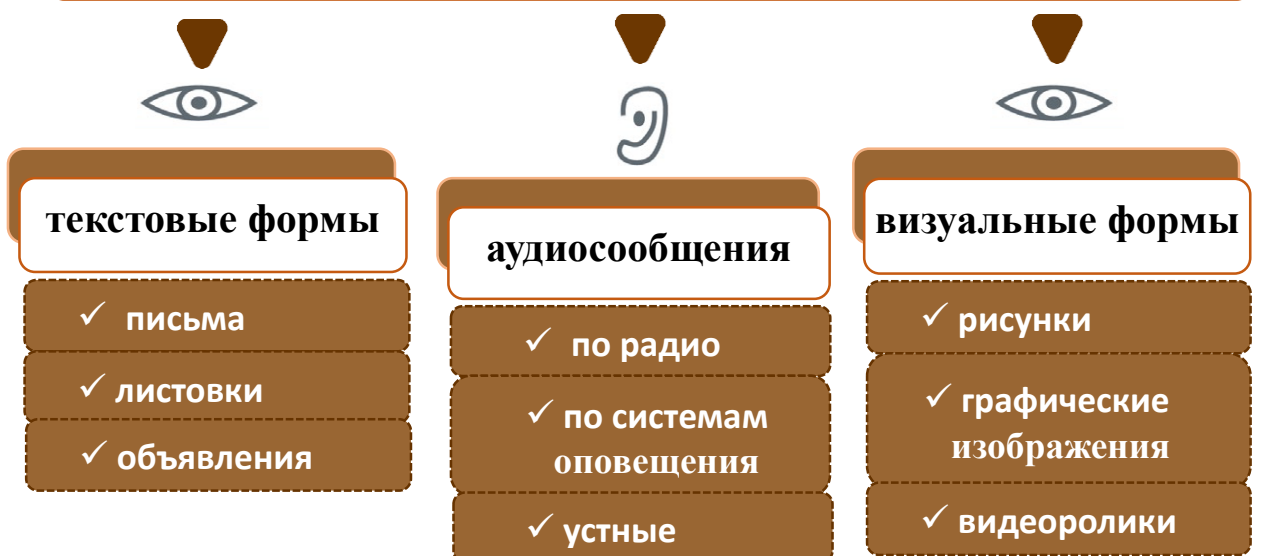 текстовые формы
✓ письма
✓ листовки
✓ объявления
аудиосообщения
✓ по радио
✓ по системам
оповещения
✓ устные
визуальные формы
✓ рисунки
✓ графические
изображения
✓ видеоролики